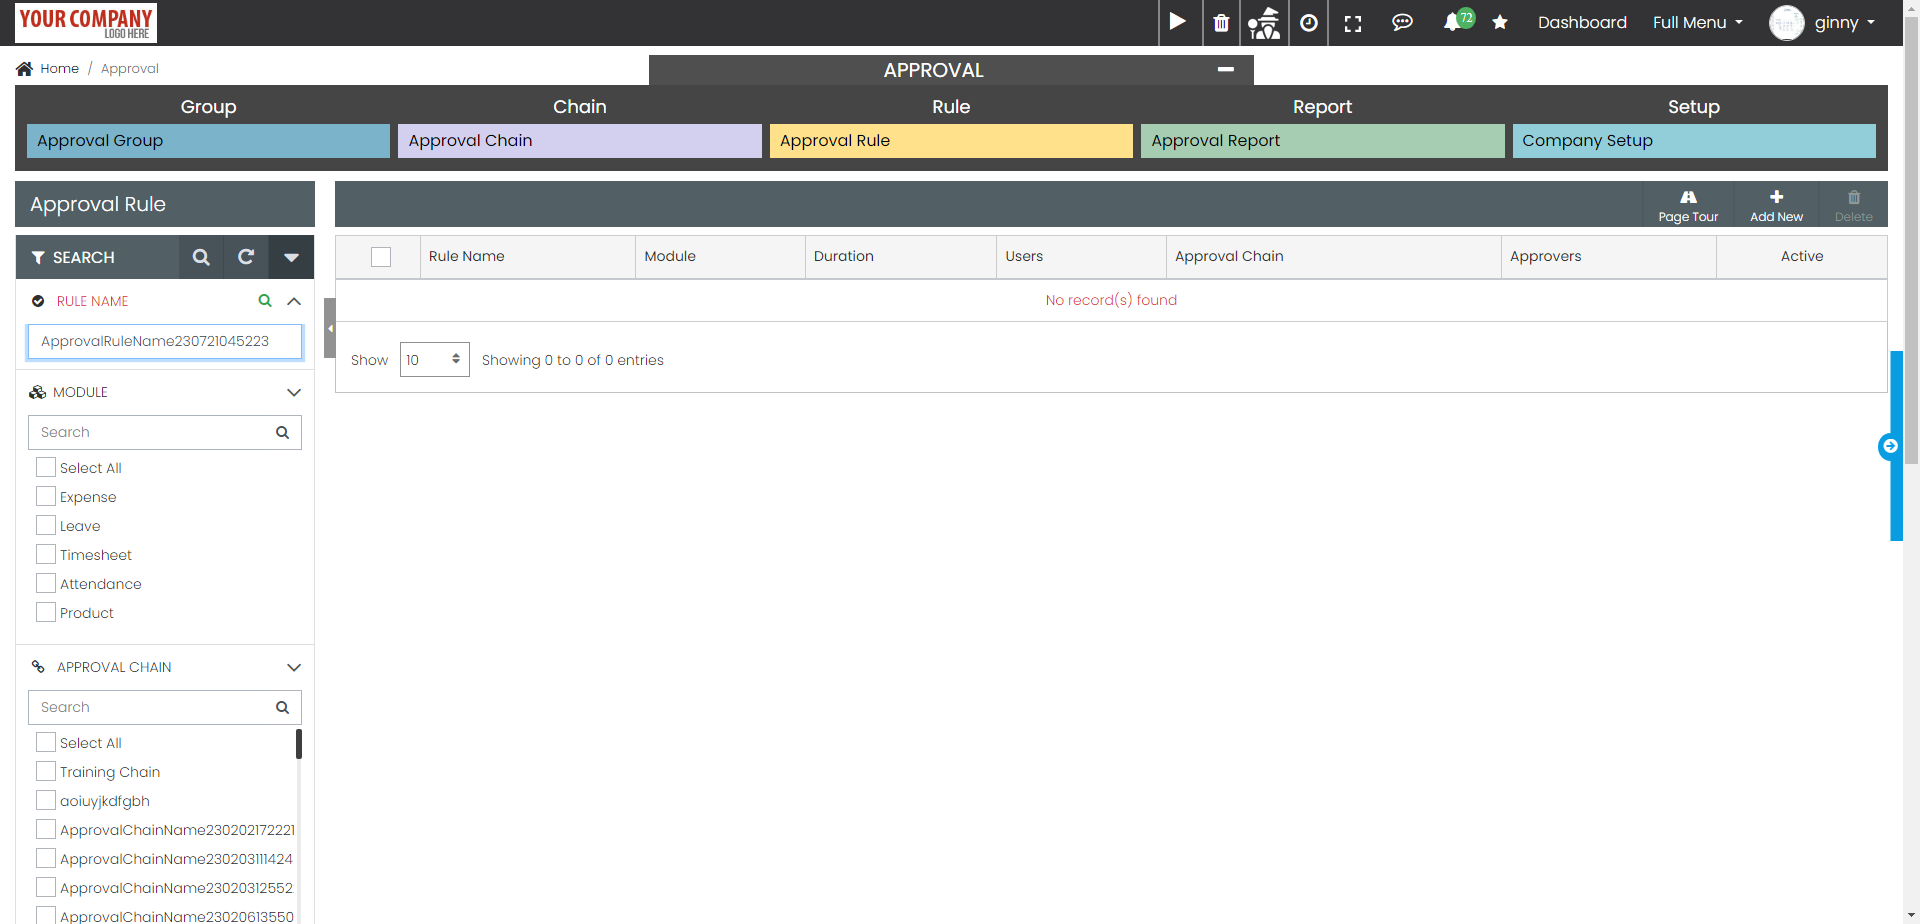 YOUR COMPANY
LOGO HERE
72
Dashboard
Full Menu
ginny
Home / Approval
APPROVAL
Group
Chain
Rule
Report
Setup
Approval Group
Approval Chain
Approval Rule
Approval Report
Company Setup
Approval Rule
Page Tour
Add New
Delete
SEARCH
RULE NAME
ApprovalRuleName230721045223
MODULE
Search
Select All
Expense
Leave
Timesheet
Attendance
Product
APPROVAL CHAIN
Search
Select All
Training Chain
aoiuyjkdfgbh
ApprovalChainName230202172221
ApprovalChainName230203111424
ApprovalChainName23020312552
ApprovalChainName23020613550
Rule Name
Module
Duration
Users
Approval Chain
Approvers
Active
No record(s) found
Show 10 Showing 0 to 0 of 0 entries